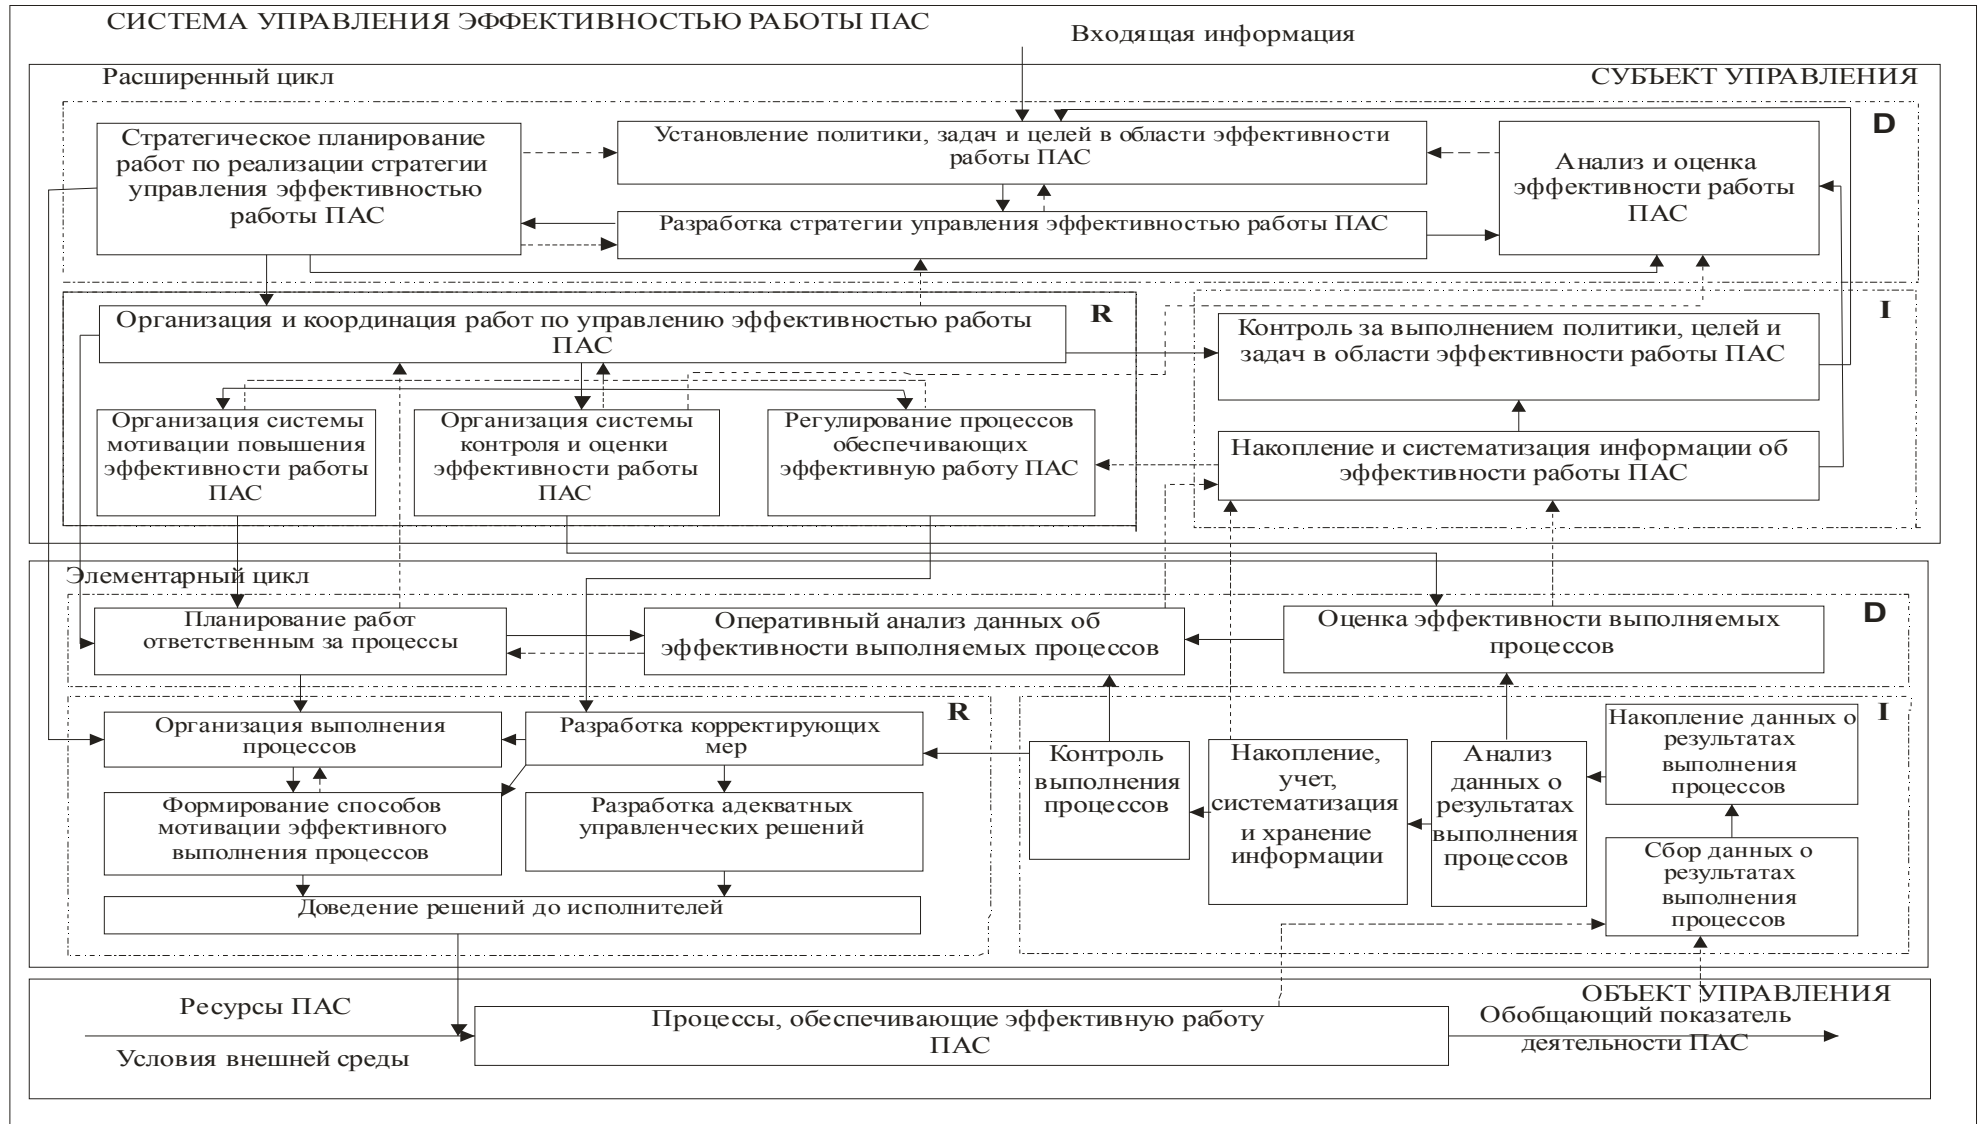 СИСТЕМА УПРАВЛЕНИЯ ЭФФЕКТИВНОСТЬЮ РАБОТЫ ПАС
Входящая информация
Расширенный цикл
СУБЪЕКТ УПРАВЛЕНИЯ
Стратегическое планирование
работ по реализации стратегии
управления эффективностью
работы ПАС
Установление политики, задач и целей в области эффективности
работы ПАС
D
Анализ и оценка
эффективности работы
ПАС
Разработка стратегии управления эффективностью работы ПАС
Организация и координация работ по управлению эффективностью работы
ПАС
R
I
Контроль за выполнением политики, целей и
задач в области эффективности работы ПАС
Организация системы
мотивации повышения
эффективности работы
ПАС
Организация системы
контроля и оценки
эффективности работы
ПАС
Регулирование процессов
обеспечивающих
эффективную работу ПАС
Накопление и систематизация информации об
эффективности работы ПАС
Элементарный цикл
Планирование работ
ответственным за процессы
Оперативный анализ данных об
эффективности выполняемых процессов
Оценка эффективности выполняемых
процессов
D
Организация выполнения
процессов
Разработка корректирующих
мер
R
Формирование способов
мотивации эффективного
выполнения процессов
Разработка адекватных
управленческих решений
Доведение решений до исполнителей
I
Контроль
выполнения
процессов
Накопление,
учет,
систематизация
и хранение
информации
Анализ
данных о
результатах
выполнения
процессов
Накопление данных о
результатах
выполнения
процессов
Сбор данных о
результатах
выполнения
процессов
ОБЪЕКТ УПРАВЛЕНИЯ
Ресурсы ПАС
Условия внешней среды
Процессы, обеспечивающие эффективную работу
ПАС
Обобщающий показатель
деятельности ПАС